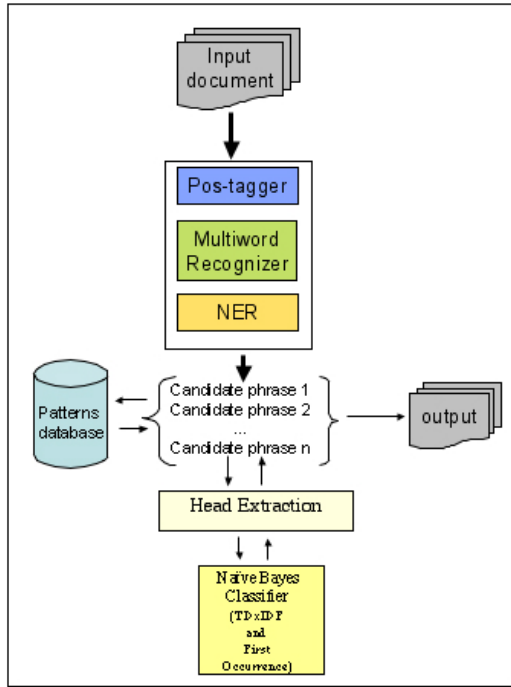 Input
document
Pos-tagger
Multiword
Recognizer
NER
Patterns
database
Candidate phrase 1
Candidate phrase 2
...
Candidate phrase n
output
Head Extraction
Naïve Bayes
Classifier
(TDxIDF
and
First
Occurrence)